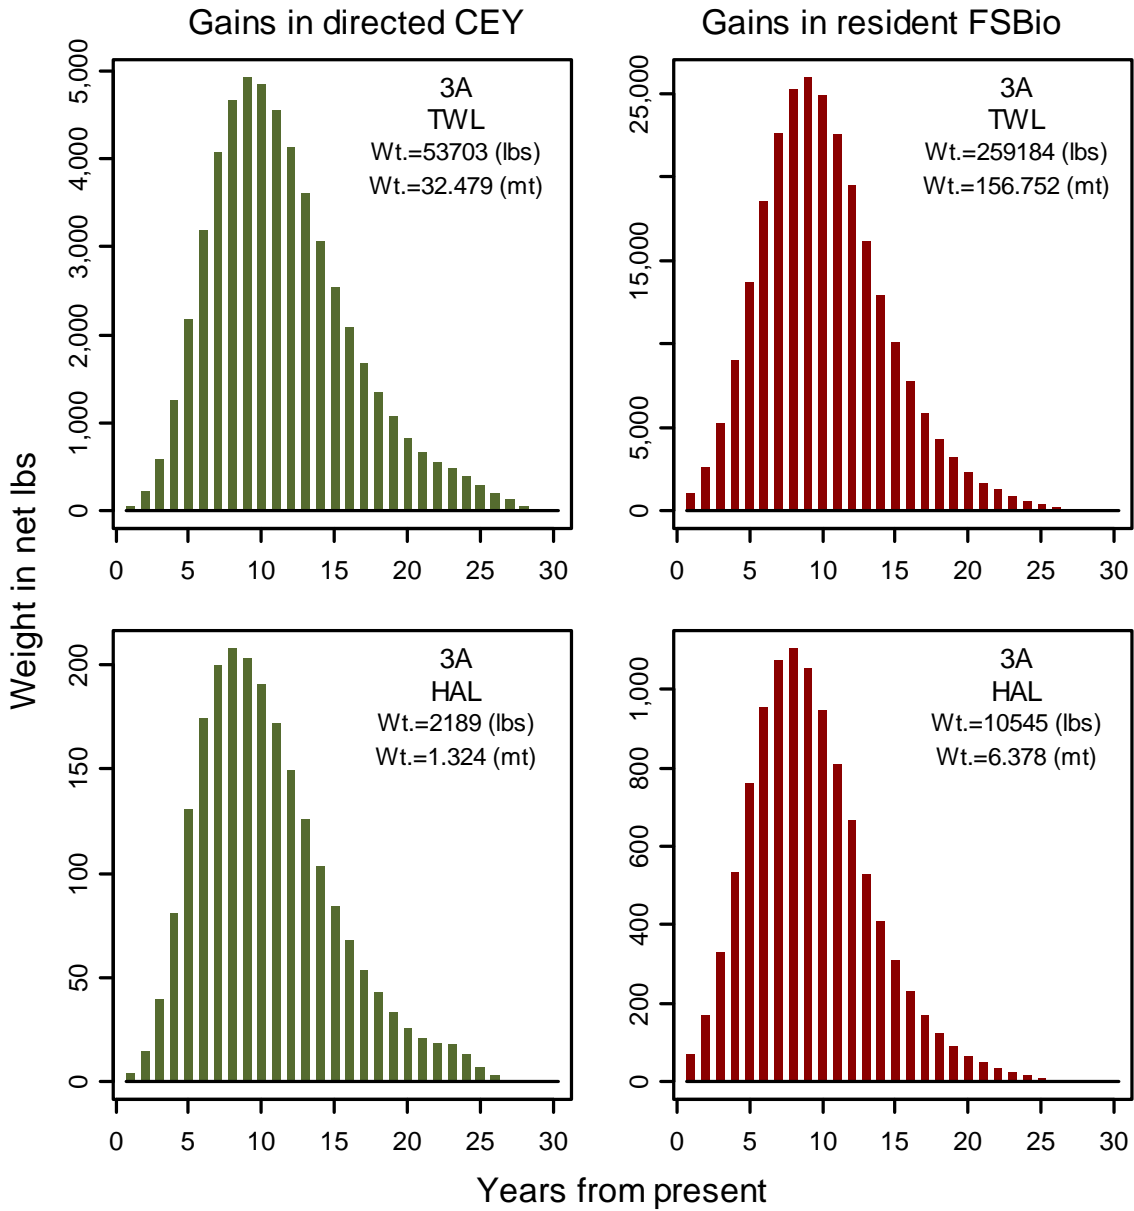 Gains in directed CEY
Gains in resident FSBio
Weight in net lbs
5,000
4,000
3,000
2,000
1,000
0
3A
TWL
Wt.=53703 (lbs)
Wt.=32.479 (mt)
0 5 10 15 20 25 30
25,000
15,000
5,000
0
3A
TWL
Wt.=259184 (lbs)
Wt.=156.752 (mt)
0 5 10 15 20 25 30
200
150
100
50
0
3A
HAL
Wt.=2189 (lbs)
Wt.=1.324 (mt)
0 5 10 15 20 25 30
1,000
800
600
400
200
0
3A
HAL
Wt.=10545 (lbs)
Wt.=6.378 (mt)
0 5 10 15 20 25 30
Years from present